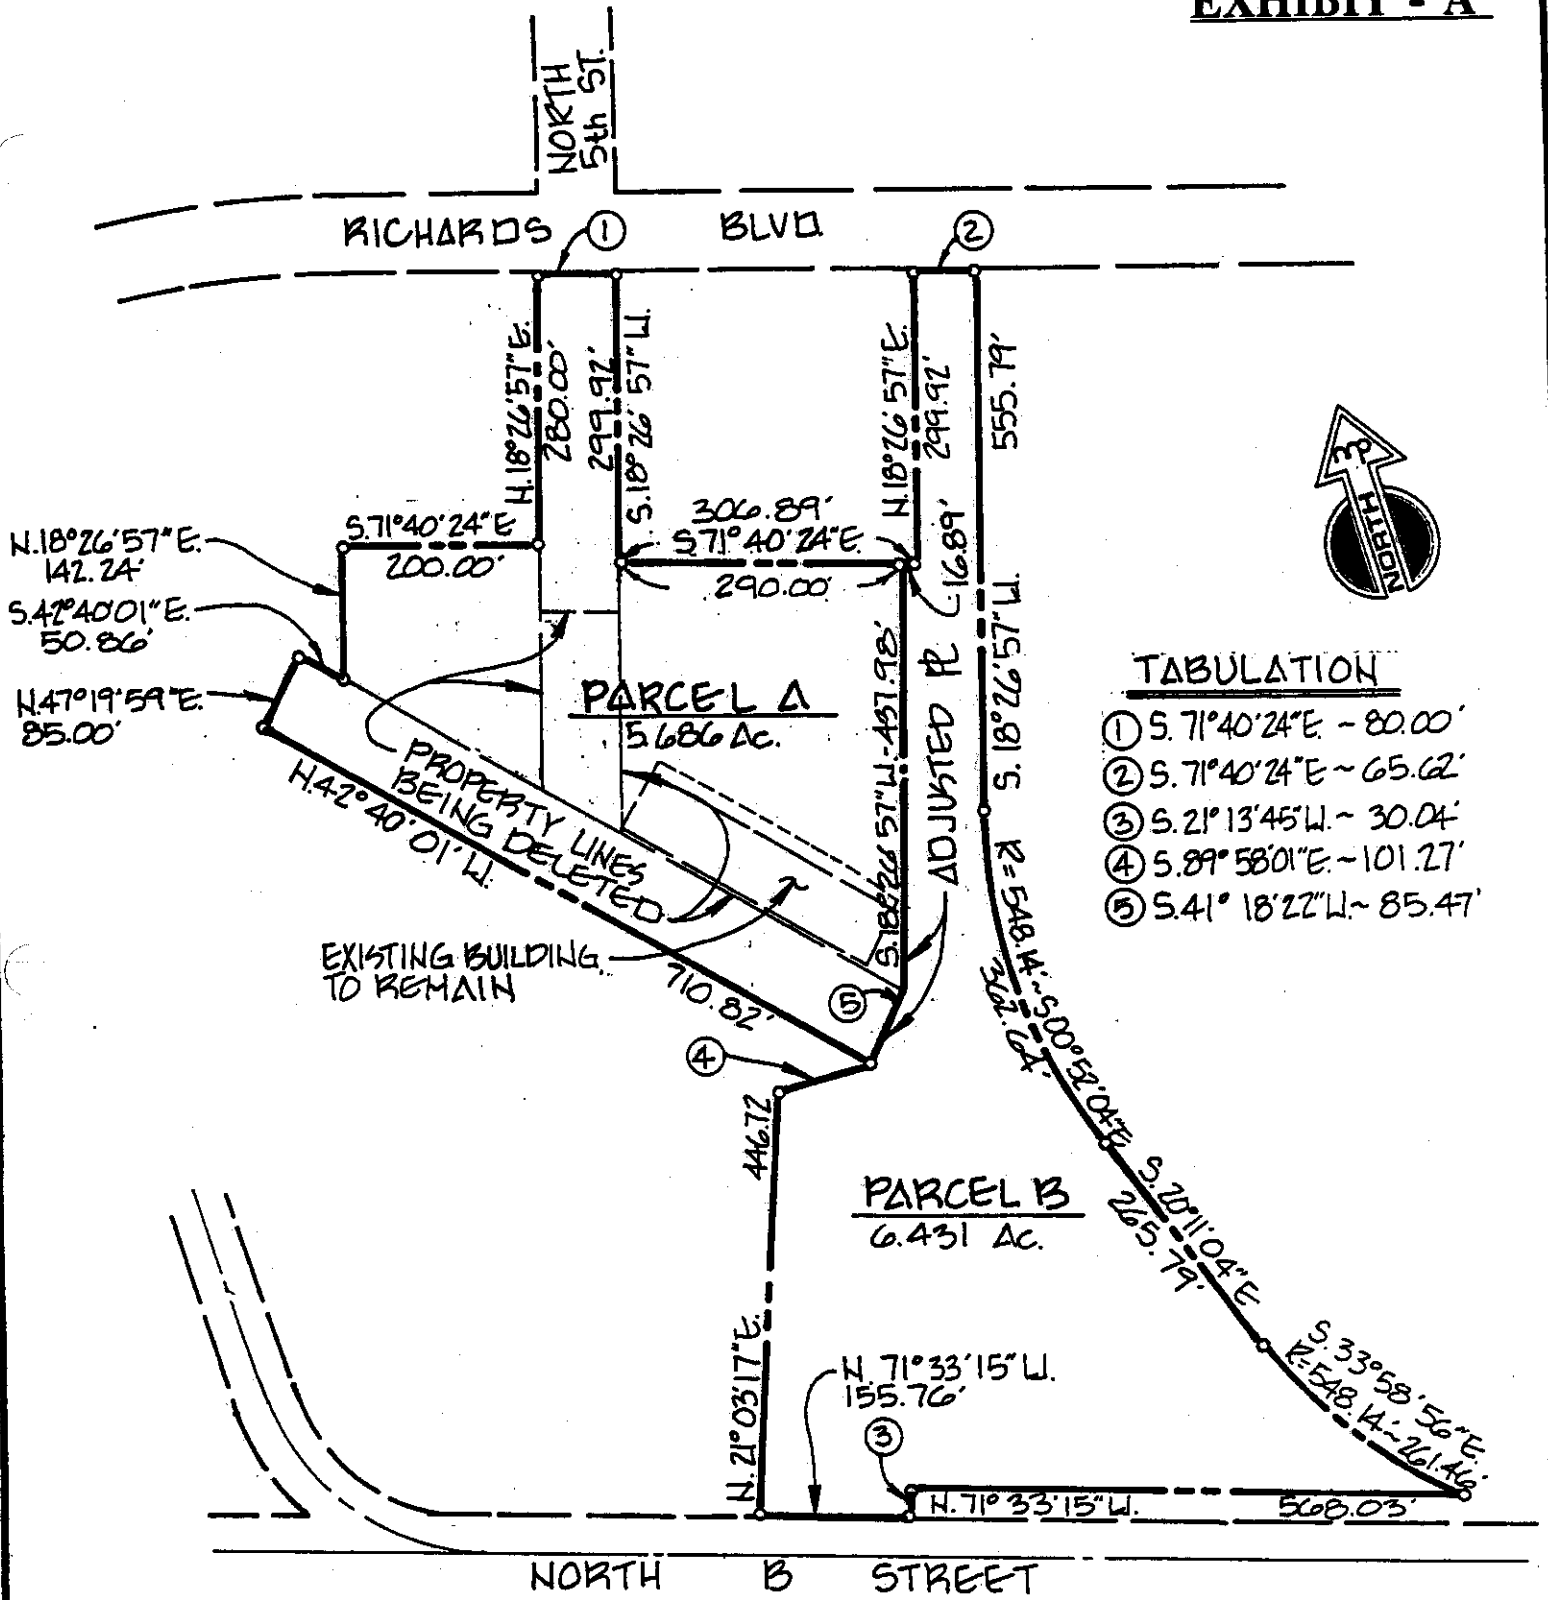 EXHIBIT - A
NORTH
5th ST.
RICHARDS BLVD.
1
2
N.18°26'57"E.
280.00'
299.92'
S.18°26'57"W.
N.18°26'57"E.
299.92'
555.79'
S.18°26'57"W.
306.89'
S.71°40'24"E.
290.00'
16.89'
S.71°40'24"E
200.00'
N.18°26'57"E.
142.24'
S.42°40'01"E.
50.86'
N.47°19'59"E.
85.00'
NORTH
PARCEL A
5.686 Ac.
S.18°26'57"W.-437.98'
ADJUSTED PL
PROPERTY LINES
BEING DELETED
N.42°40'01"W.
710.82'
EXISTING BUILDING
TO REMAIN
5
4
TABULATION
1 S. 71°40'24"E. ~ 80.00'
2 S. 71°40'24"E ~ 65.62'
3 S. 21°13'45"W. ~ 30.04'
4 S. 89°58'01"E. ~ 101.27'
5 S. 41°18'22"W. ~ 85.47'
R=548.14'~S.00°52'04"E.
362.64'
446.72
N. 21°03'17"E.
PARCEL B
6.431 Ac.
S. 20°11'04"E
265.79'
S. 33°58'56"E.
R=548.14'~261.46'
N. 71°33'15"W.
155.76'
3
N. 71°33'15"W. 568.03'
NORTH B STREET